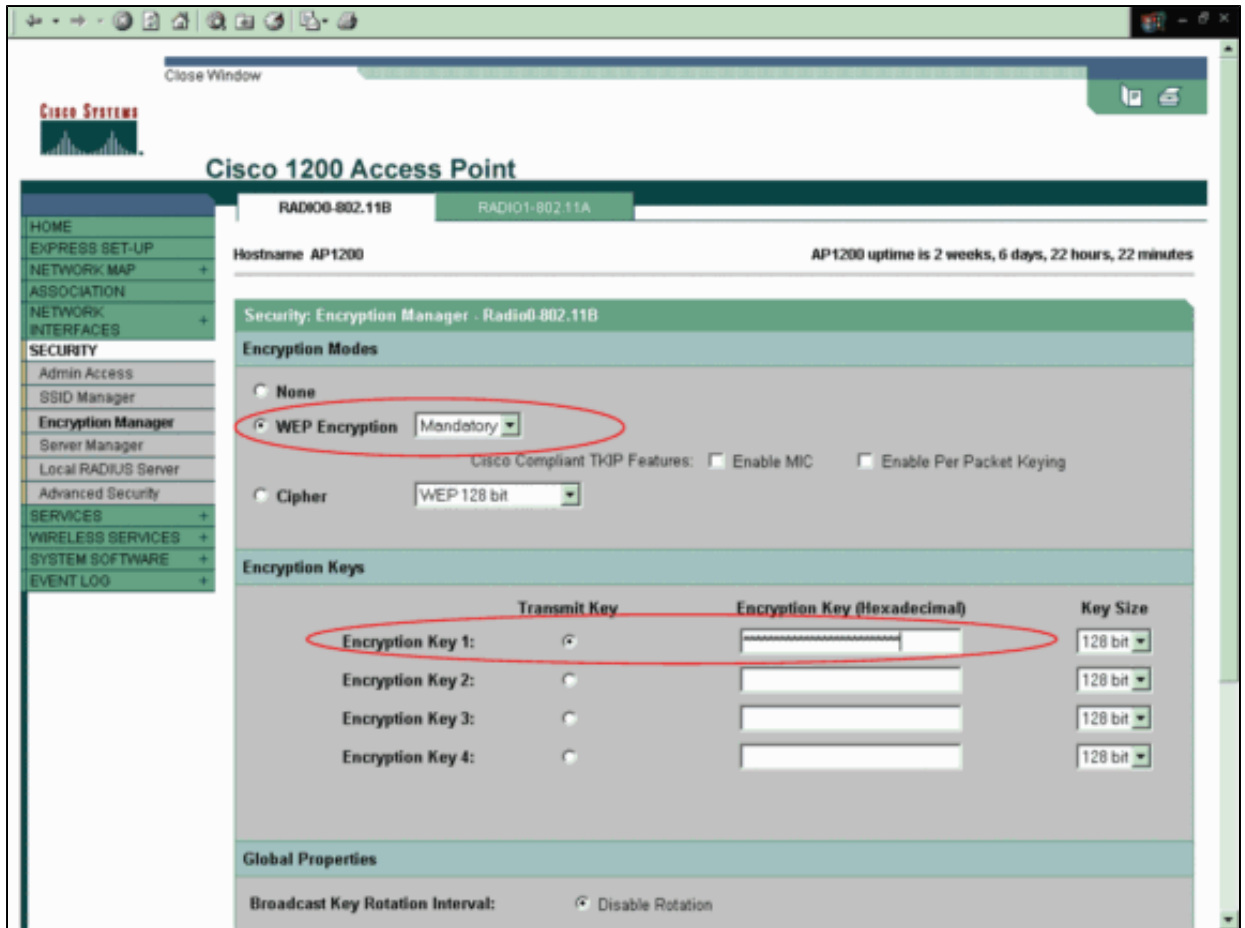 Close Window
CISCO SYSTEMS
Cisco 1200 Access Point
RADIO0-802.11B RADIO1-802.11A
HOME
EXPRESS SET-UP
NETWORK MAP +
ASSOCIATION
NETWORK INTERFACES +
SECURITY
Admin Access
SSID Manager
Encryption Manager
Server Manager
Local RADIUS Server
Advanced Security
SERVICES +
WIRELESS SERVICES +
SYSTEM SOFTWARE +
EVENT LOG +
Hostname AP1200 AP1200 uptime is 2 weeks, 6 days, 22 hours, 22 minutes
Security: Encryption Manager - Radio0-802.11B
Encryption Modes
None
WEP Encryption Mandatory
Cisco Compliant TKIP Features: Enable MIC Enable Per Packet Keying
Cipher WEP 128 bit
Encryption Keys
Transmit Key Encryption Key (Hexadecimal) Key Size
Encryption Key 1: 128 bit
Encryption Key 2: 128 bit
Encryption Key 3: 128 bit
Encryption Key 4: 128 bit
Global Properties
Broadcast Key Rotation Interval: Disable Rotation